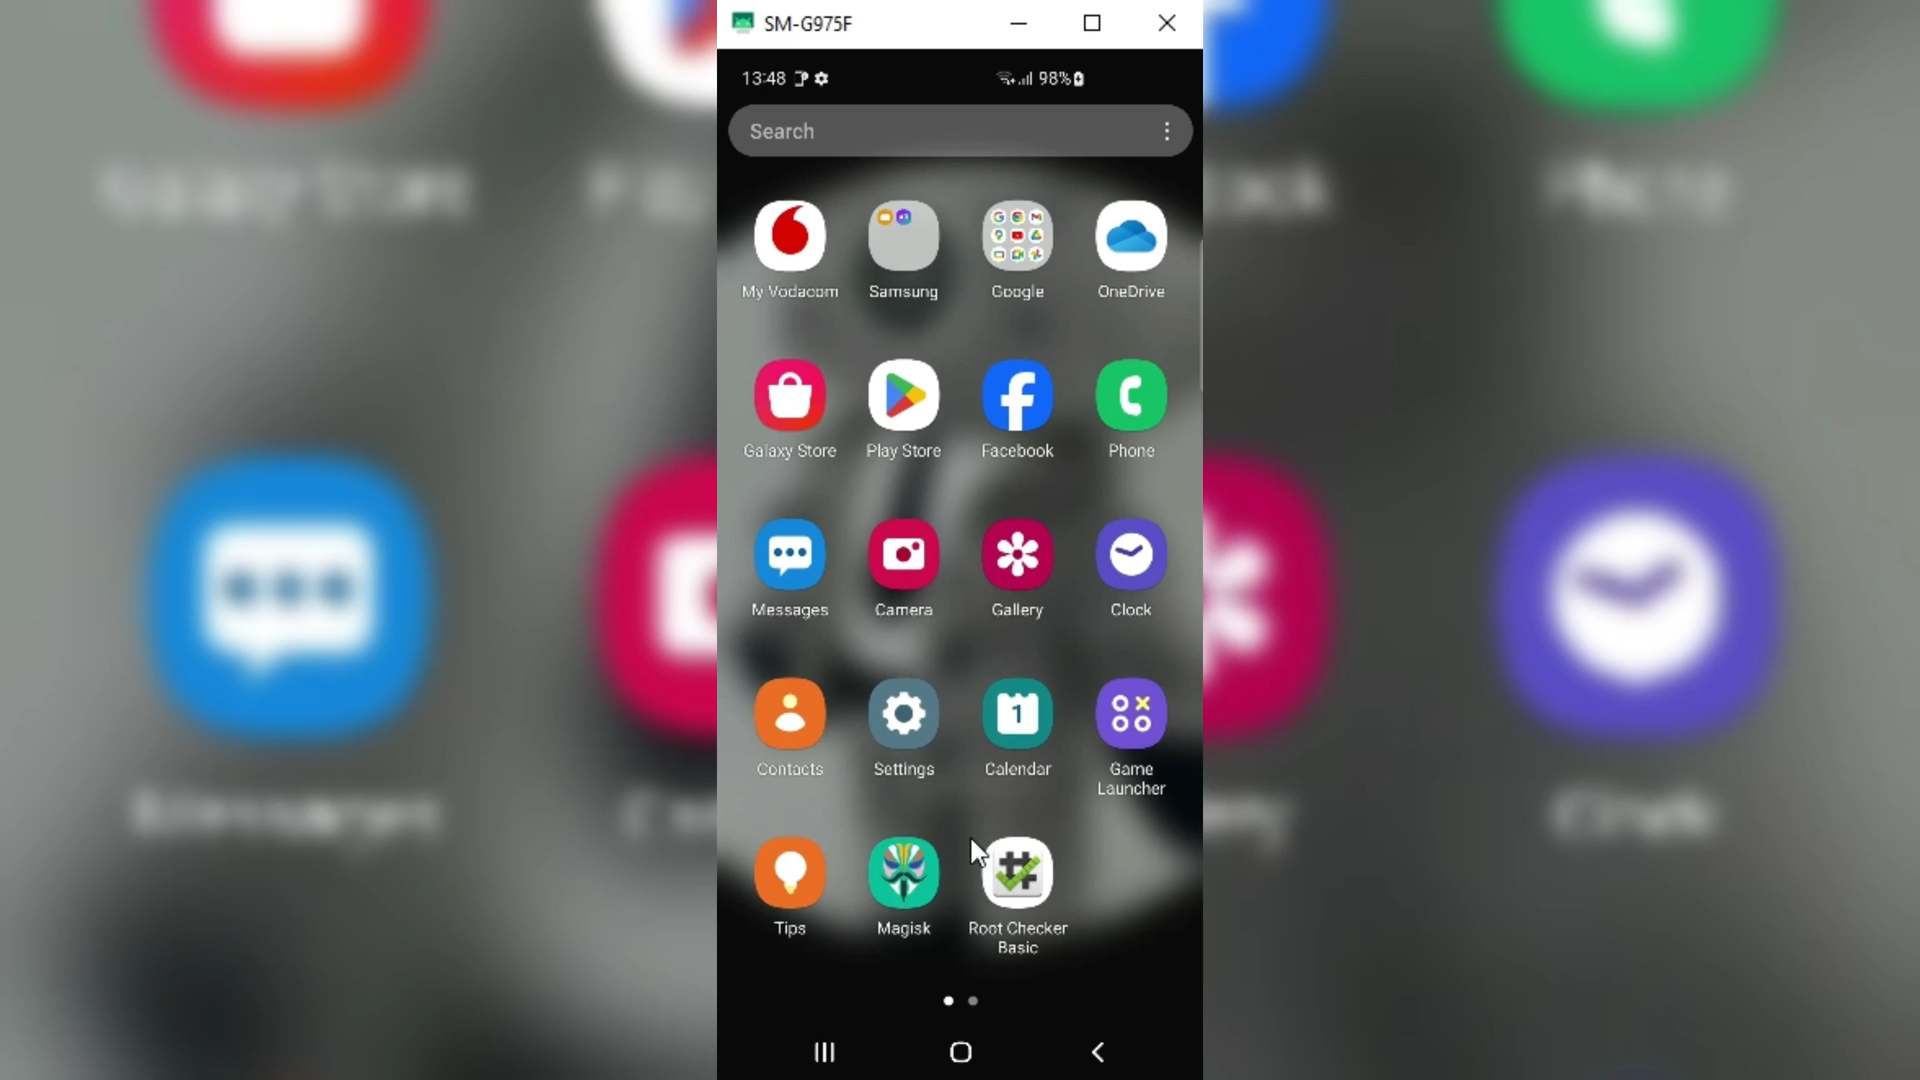 SM-G975F
13:48
98%
Search
My Vodacom
Samsung
Google
OneDrive
Galaxy Store
Play Store
Facebook
Phone
Messages
Camera
Gallery
Clock
Contacts
Settings
1
Calendar
Game
Launcher
Tips
Magisk
Root Checker
Basic